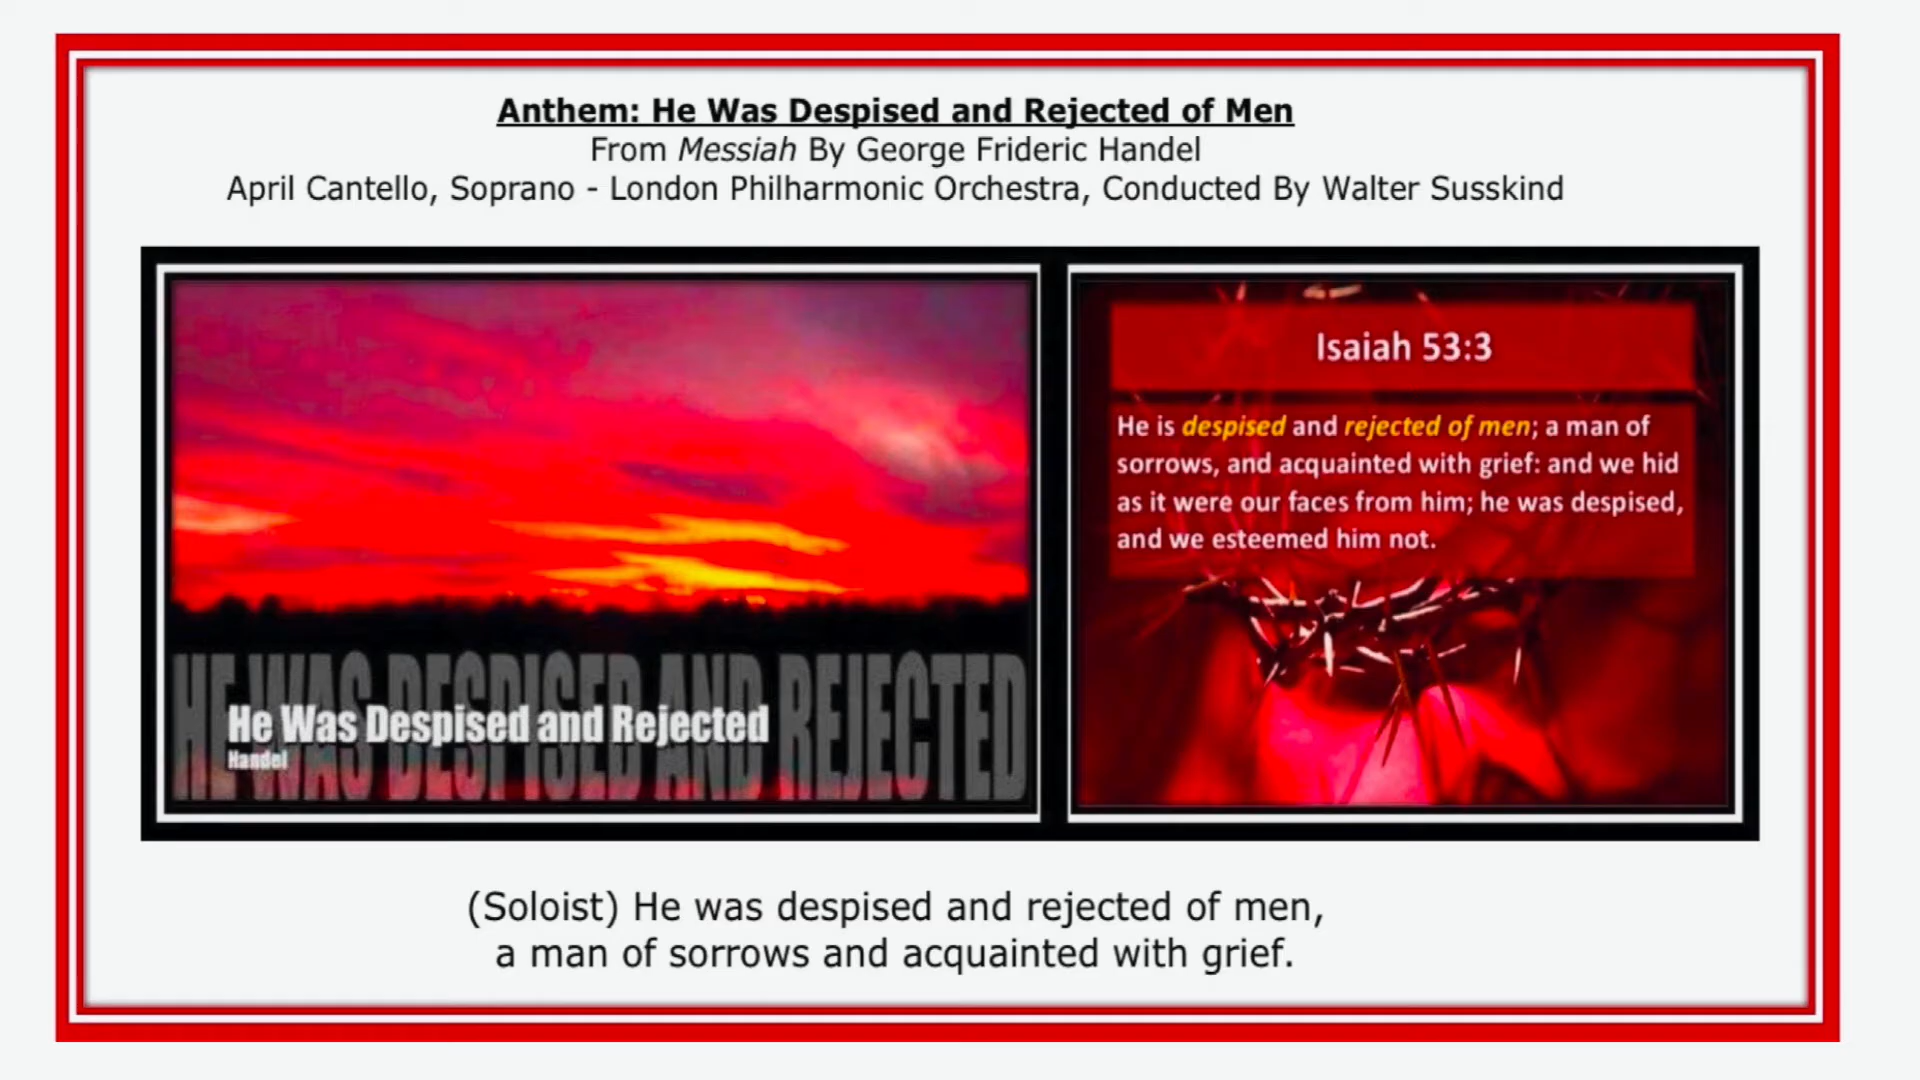 Anthem: He Was Despised and Rejected of Men
From Messiah By George Frideric Handel
April Cantello, Soprano - London Philharmonic Orchestra, Conducted By Walter Susskind
HE WAS DESPISED AND REJECTED
He Was Despised and Rejected
Handel
Isaiah 53:3
He is despised and rejected of men; a man of
sorrows, and acquainted with grief: and we hid
as it were our faces from him; he was despised,
and we esteemed him not.
(Soloist) He was despised and rejected of men,
a man of sorrows and acquainted with grief.